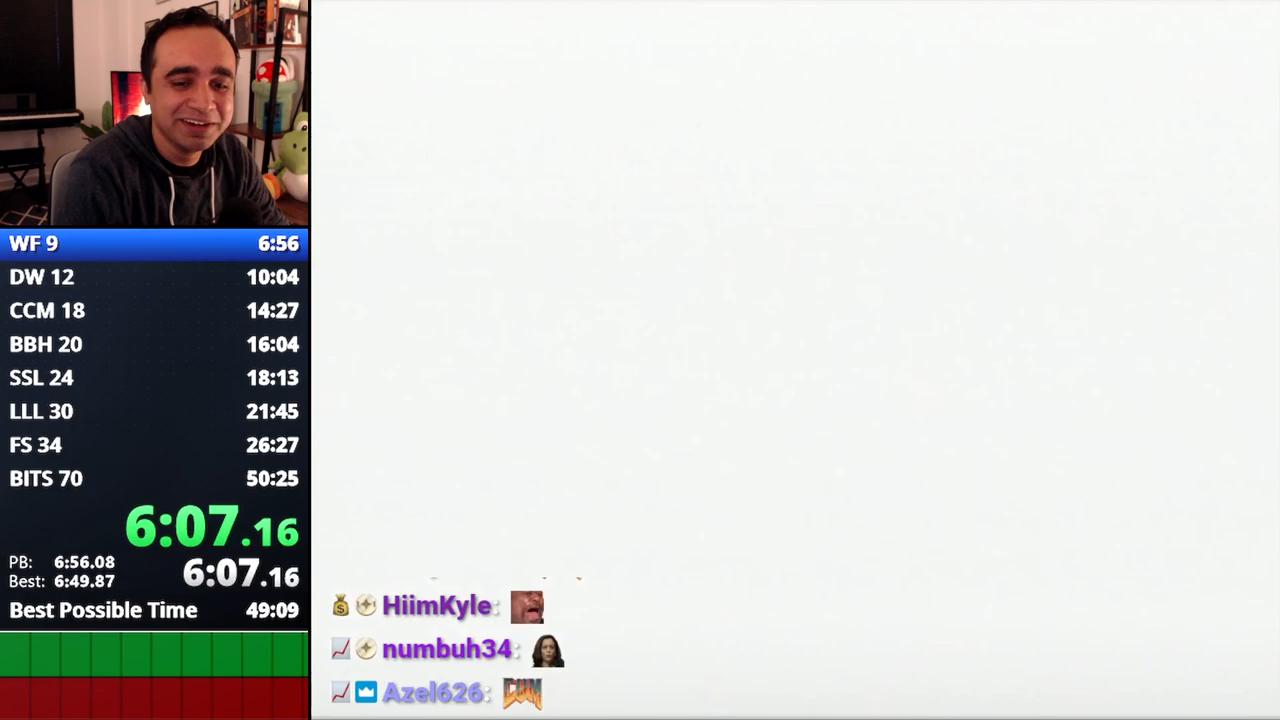 WF 9 6:56
DW 12 10:04
CCM 18 14:27
BBH 20 16:04
SSL 24 18:13
LLL 30 21:45
FS 34 26:27
BITS 70 50:25
6:07.16
PB: 6:56.08
Best: 6:49.87
6:07.16
Best Possible Time 49:09
HiimKyle:
numbuh34:
Azel626: CUM